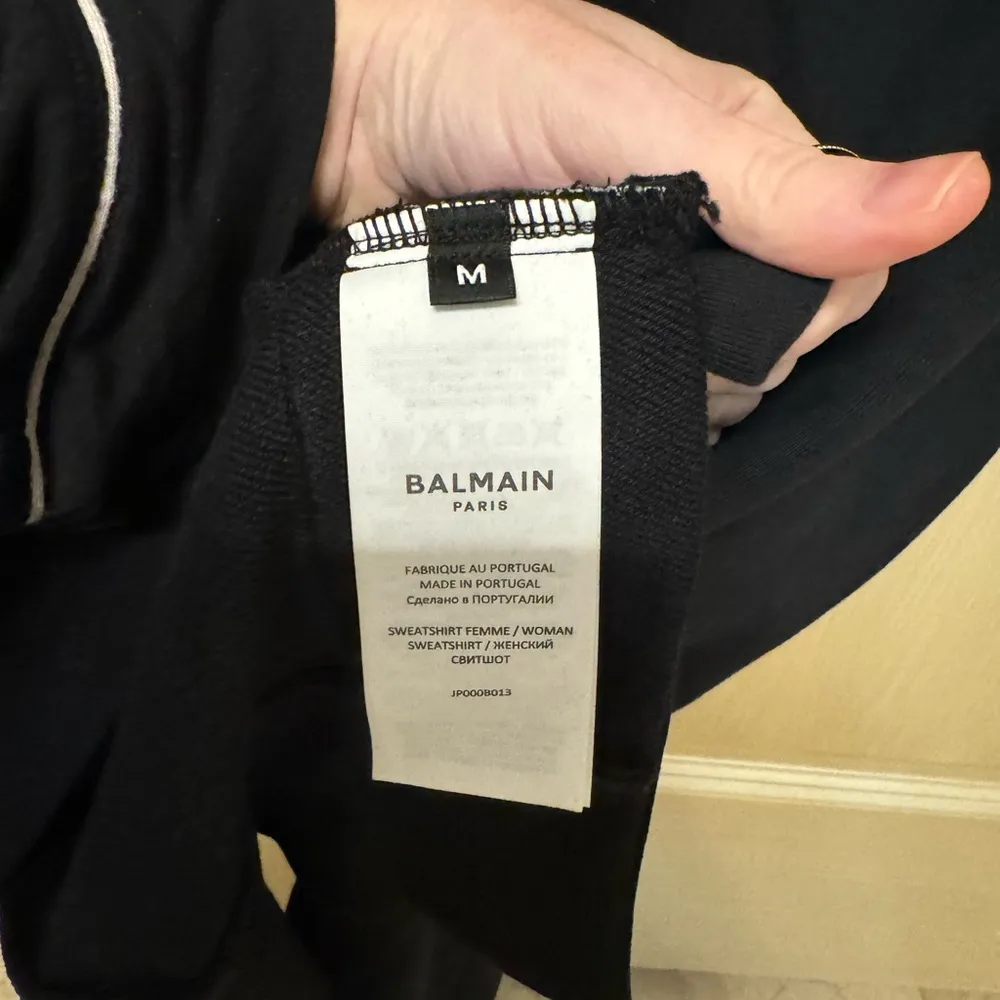 M
BALMAIN
PARIS
FABRIQUE AU PORTUGAL
MADE IN PORTUGAL
Сделано в ПОРТУГАЛИИ
SWEATSHIRT FEMME / WOMAN
SWEATSHIRT / ЖЕНСКИЙ
СВИТШОТ
JP000B013